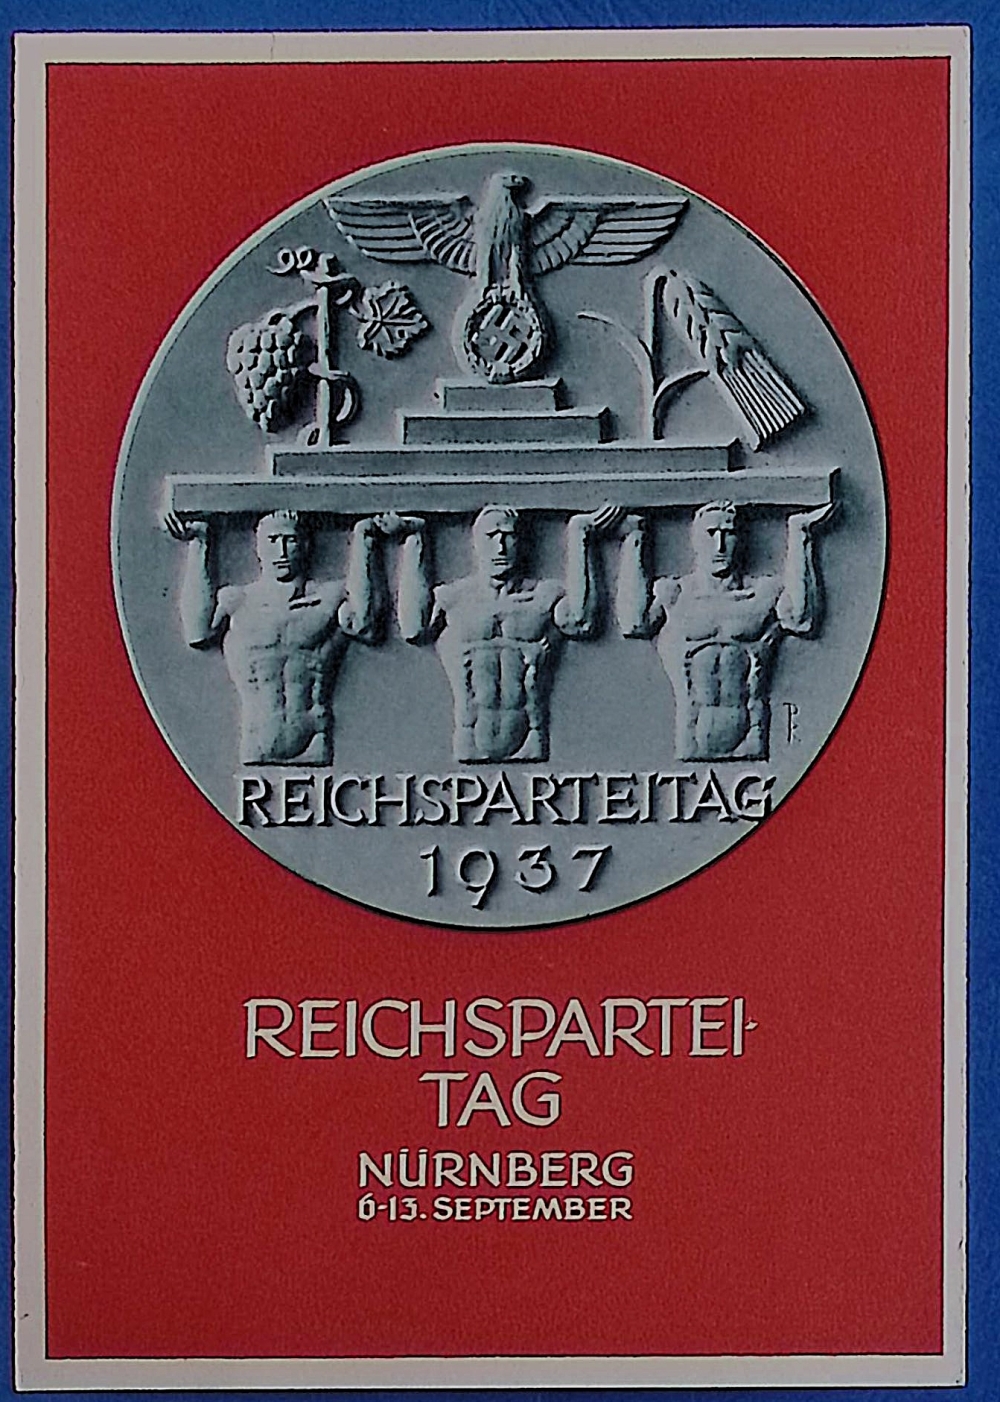 REICHSPARTEITAG
1937
REICHSPARTEI-
TAG
NÜRNBERG
6-13. SEPTEMBER